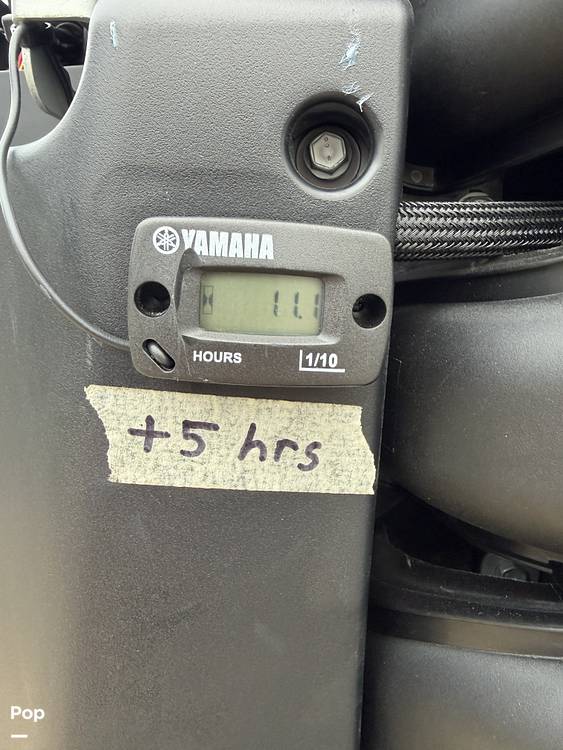 YAMAHA
11.1
HOURS 1/10
+5 hrs
Pop